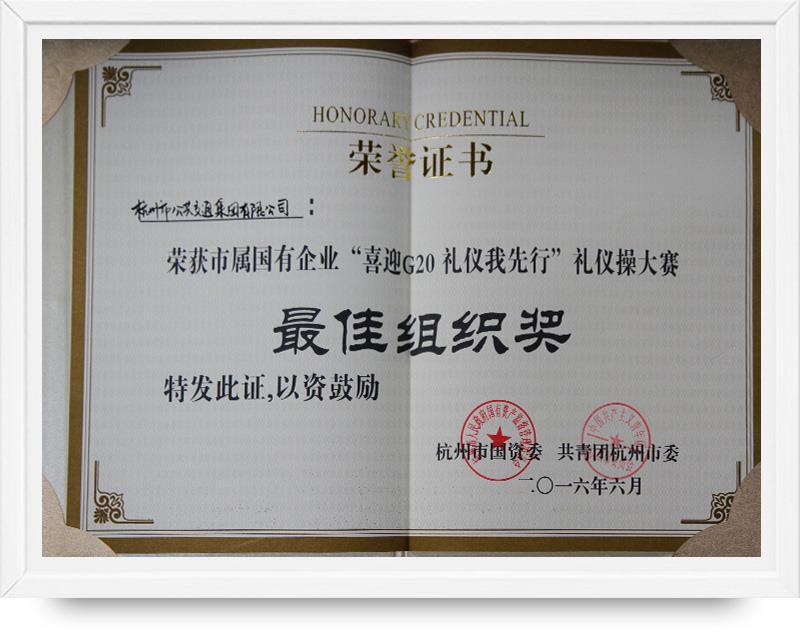 HONORARY CREDENTIAL
荣誉证书
杭州市公共交通集团有限公司：
荣获市属国有企业“喜迎G20 礼仪我先行”礼仪操大赛
最佳组织奖
特发此证,以资鼓励
杭州市国资委 共青团杭州市委
二〇一六年六月